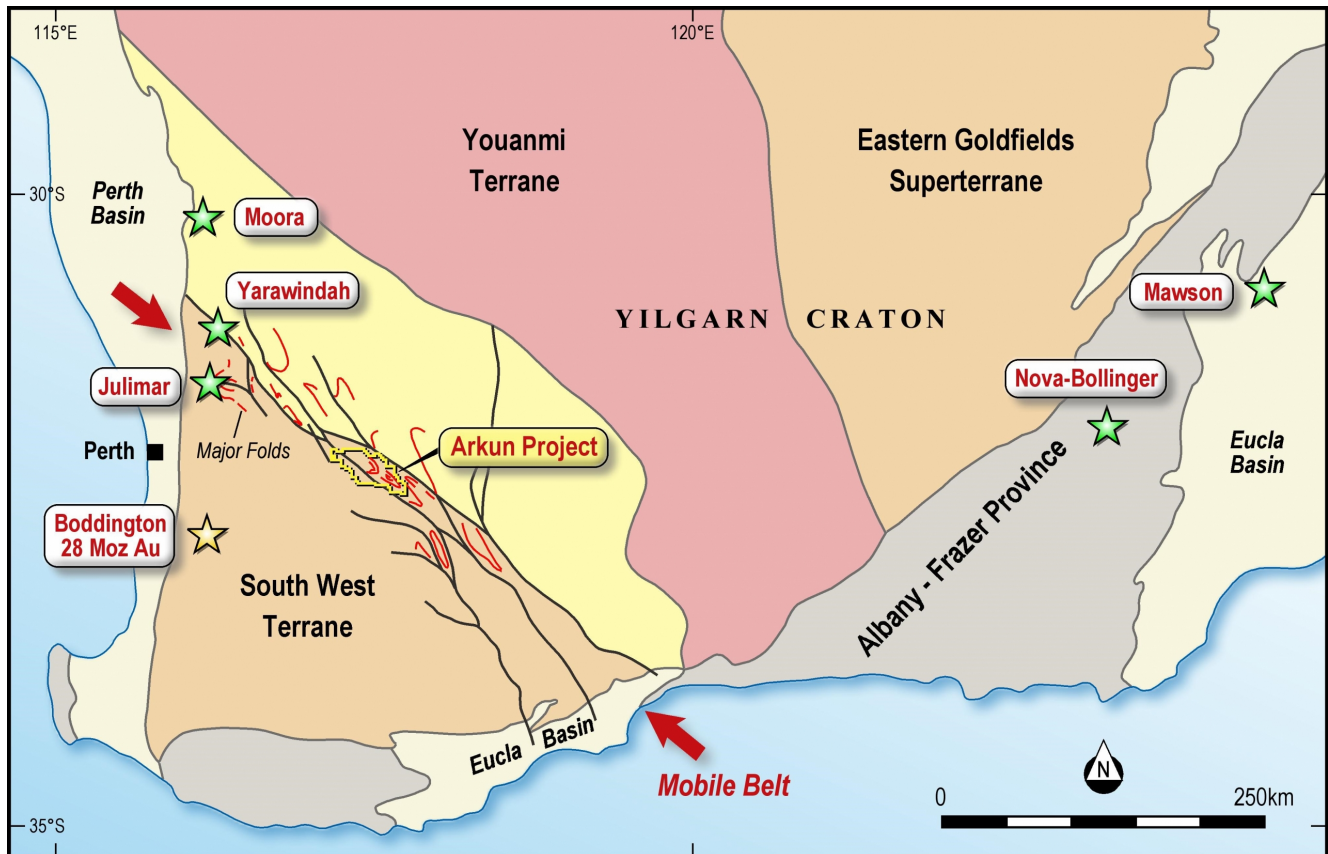 115°E
120°E
30°S
35°S
Perth
Basin
Youanmi
Terrane
Eastern Goldfields
Superterrane
Moora
Yarawindah
Mawson
YILGARN CRATON
Julimar
Nova-Bollinger
Major Folds
Perth
Arkun Project
Eucla
Basin
Boddington
28 Moz Au
South West
Terrane
Albany - Frazer Province
Eucla Basin
Mobile Belt
N
0 250km